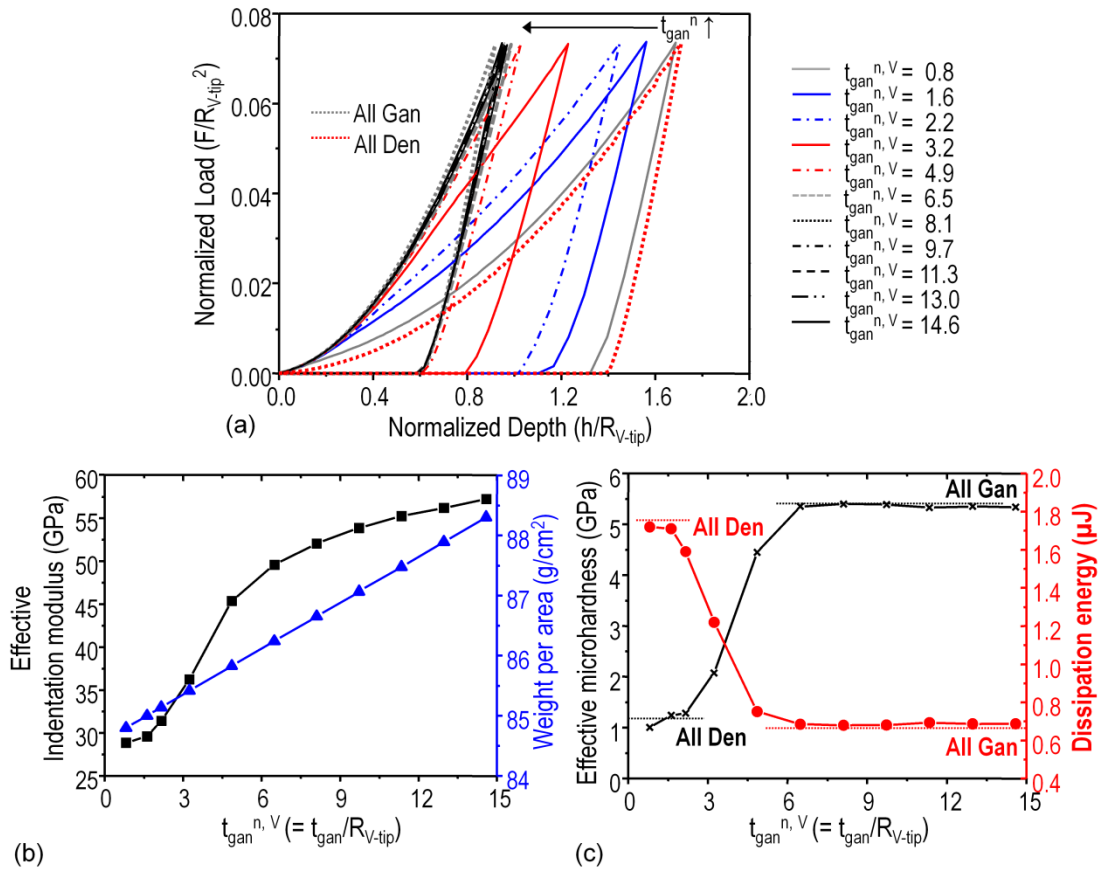 0.08
0.06
0.04
0.02
0.00
Normalized Load (F/R_V-tip^2)
t_gan^n ↑
All Gan
All Den
0.0 0.4 0.8 1.2 1.6 2.0
Normalized Depth (h/R_V-tip)
(a)
t_gan^n, V = 0.8
t_gan^n, V = 1.6
t_gan^n, V = 2.2
t_gan^n, V = 3.2
t_gan^n, V = 4.9
t_gan^n, V = 6.5
t_gan^n, V = 8.1
t_gan^n, V = 9.7
t_gan^n, V = 11.3
t_gan^n, V = 13.0
t_gan^n, V = 14.6
Effective
Indentation modulus (GPa)
60
55
50
45
40
35
30
25
89
88
87
86
85
84
Weight per area (g/cm²)
0 3 6 9 12 15
t_gan^n, V (= t_gan/R_V-tip)
(b)
Effective microhardness (GPa)
6
5
4
3
2
1
0
All Gan
All Den
All Den
All Gan
2.0
1.8
1.6
1.4
1.2
1.0
0.8
0.6
0.4
Dissipation energy (µJ)
0 3 6 9 12 15
t_gan^n, V (= t_gan/R_V-tip)
(c)